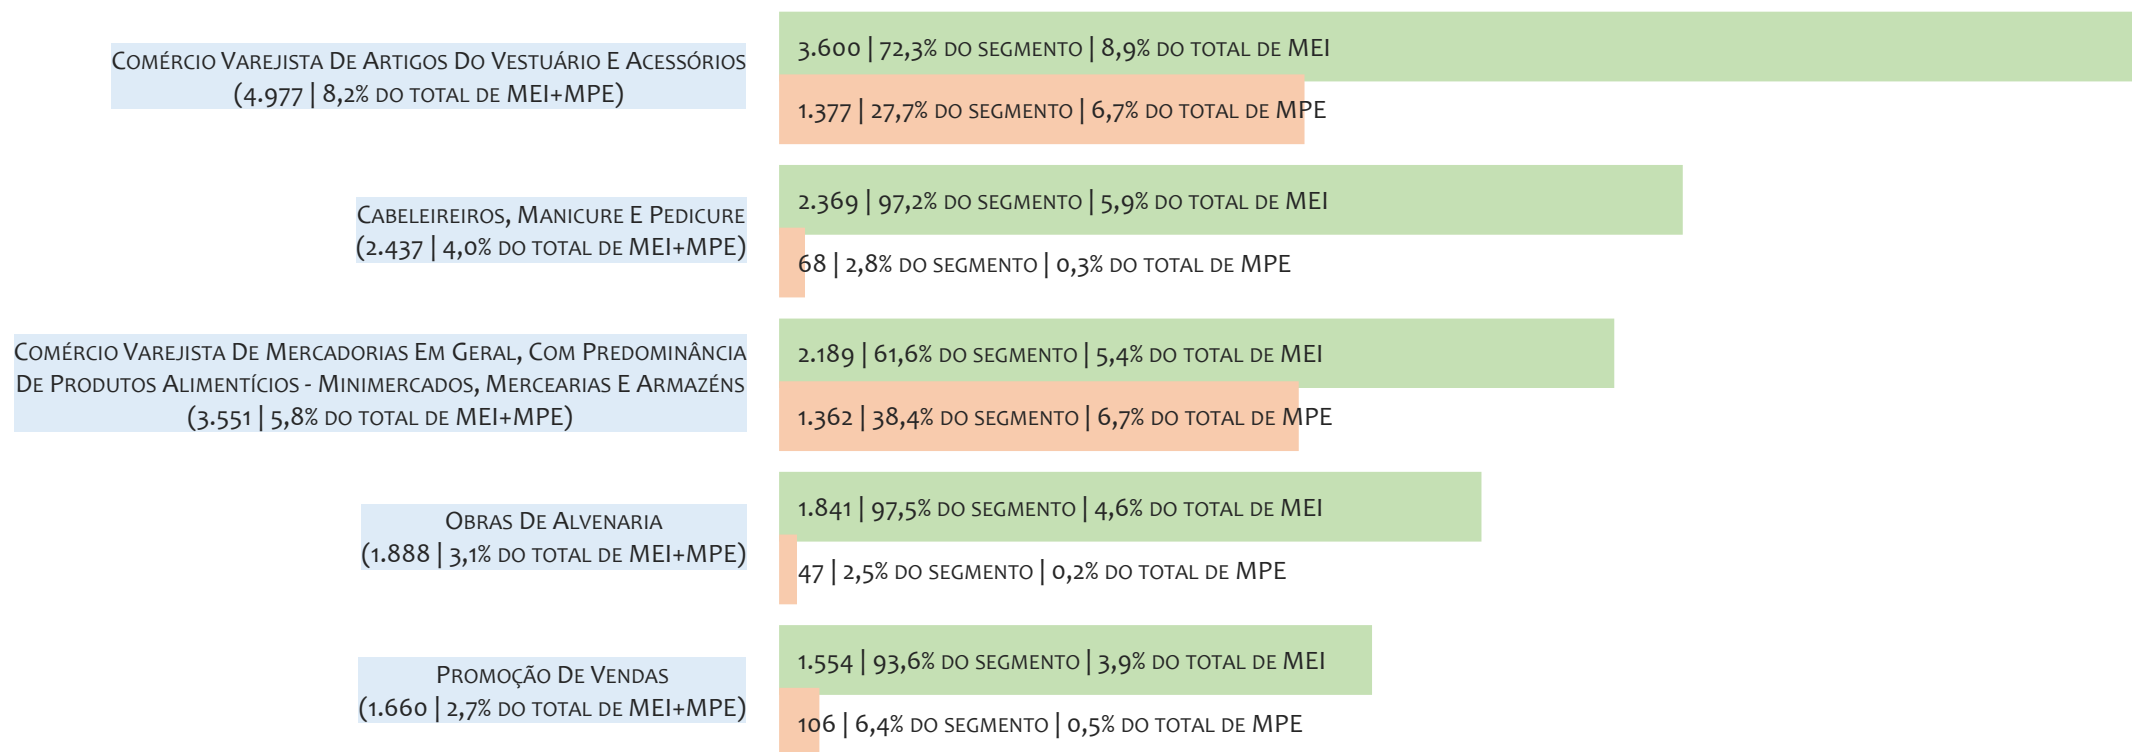 Comércio Varejista De Artigos Do Vestuário E Acessórios
(4.977 | 8,2% do total de MEI+MPE)
3.600 | 72,3% do segmento | 8,9% do total de MEI
1.377 | 27,7% do segmento | 6,7% do total de MPE
Cabeleireiros, Manicure E Pedicure
(2.437 | 4,0% do total de MEI+MPE)
2.369 | 97,2% do segmento | 5,9% do total de MEI
68 | 2,8% do segmento | 0,3% do total de MPE
Comércio Varejista De Mercadorias Em Geral, Com Predominância
De Produtos Alimentícios - Minimercados, Mercearias E Armazéns
(3.551 | 5,8% do total de MEI+MPE)
2.189 | 61,6% do segmento | 5,4% do total de MEI
1.362 | 38,4% do segmento | 6,7% do total de MPE
Obras De Alvenaria
(1.888 | 3,1% do total de MEI+MPE)
1.841 | 97,5% do segmento | 4,6% do total de MEI
47 | 2,5% do segmento | 0,2% do total de MPE
Promoção De Vendas
(1.660 | 2,7% do total de MEI+MPE)
1.554 | 93,6% do segmento | 3,9% do total de MEI
106 | 6,4% do segmento | 0,5% do total de MPE